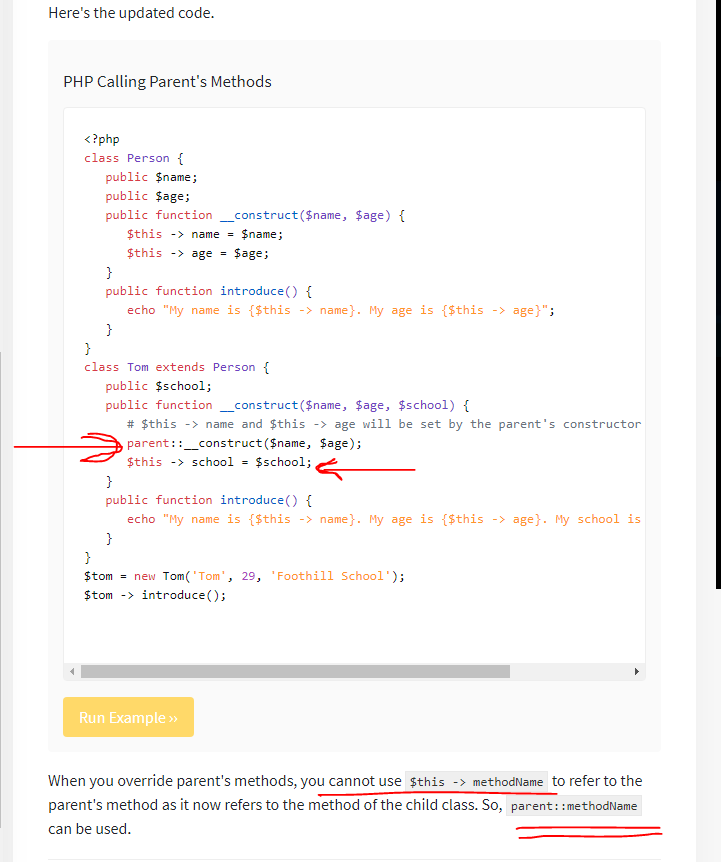 Here's the updated code.
PHP Calling Parent's Methods
<?php
class Person {
   public $name;
   public $age;
   public function __construct($name, $age) {
      $this -> name = $name;
      $this -> age = $age;
   }
   public function introduce() {
      echo "My name is {$this -> name}. My age is {$this -> age}";
   }
}
class Tom extends Person {
   public $school;
   public function __construct($name, $age, $school) {
      # $this -> name and $this -> age will be set by the parent's constructor
      parent::__construct($name, $age);
      $this -> school = $school;
   }
   public function introduce() {
      echo "My name is {$this -> name}. My age is {$this -> age}. My school is
   }
}
$tom = new Tom('Tom', 29, 'Foothill School');
$tom -> introduce();
Run Example ››
When you override parent's methods, you cannot use $this -> methodName to refer to the
parent's method as it now refers to the method of the child class. So, parent::methodName
can be used.